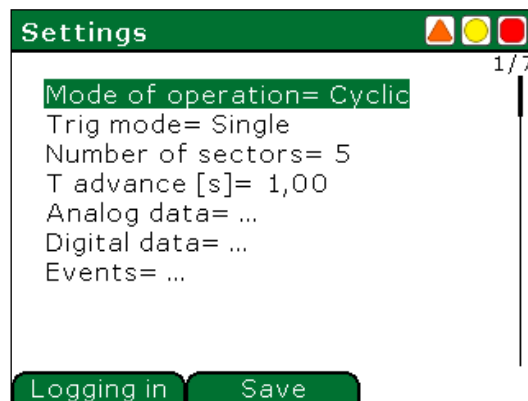 Settings
1/7
Mode of operation= Cyclic
Trig mode= Single
Number of sectors= 5
T advance [s]= 1,00
Analog data= ...
Digital data= ...
Events= ...
Logging in
Save